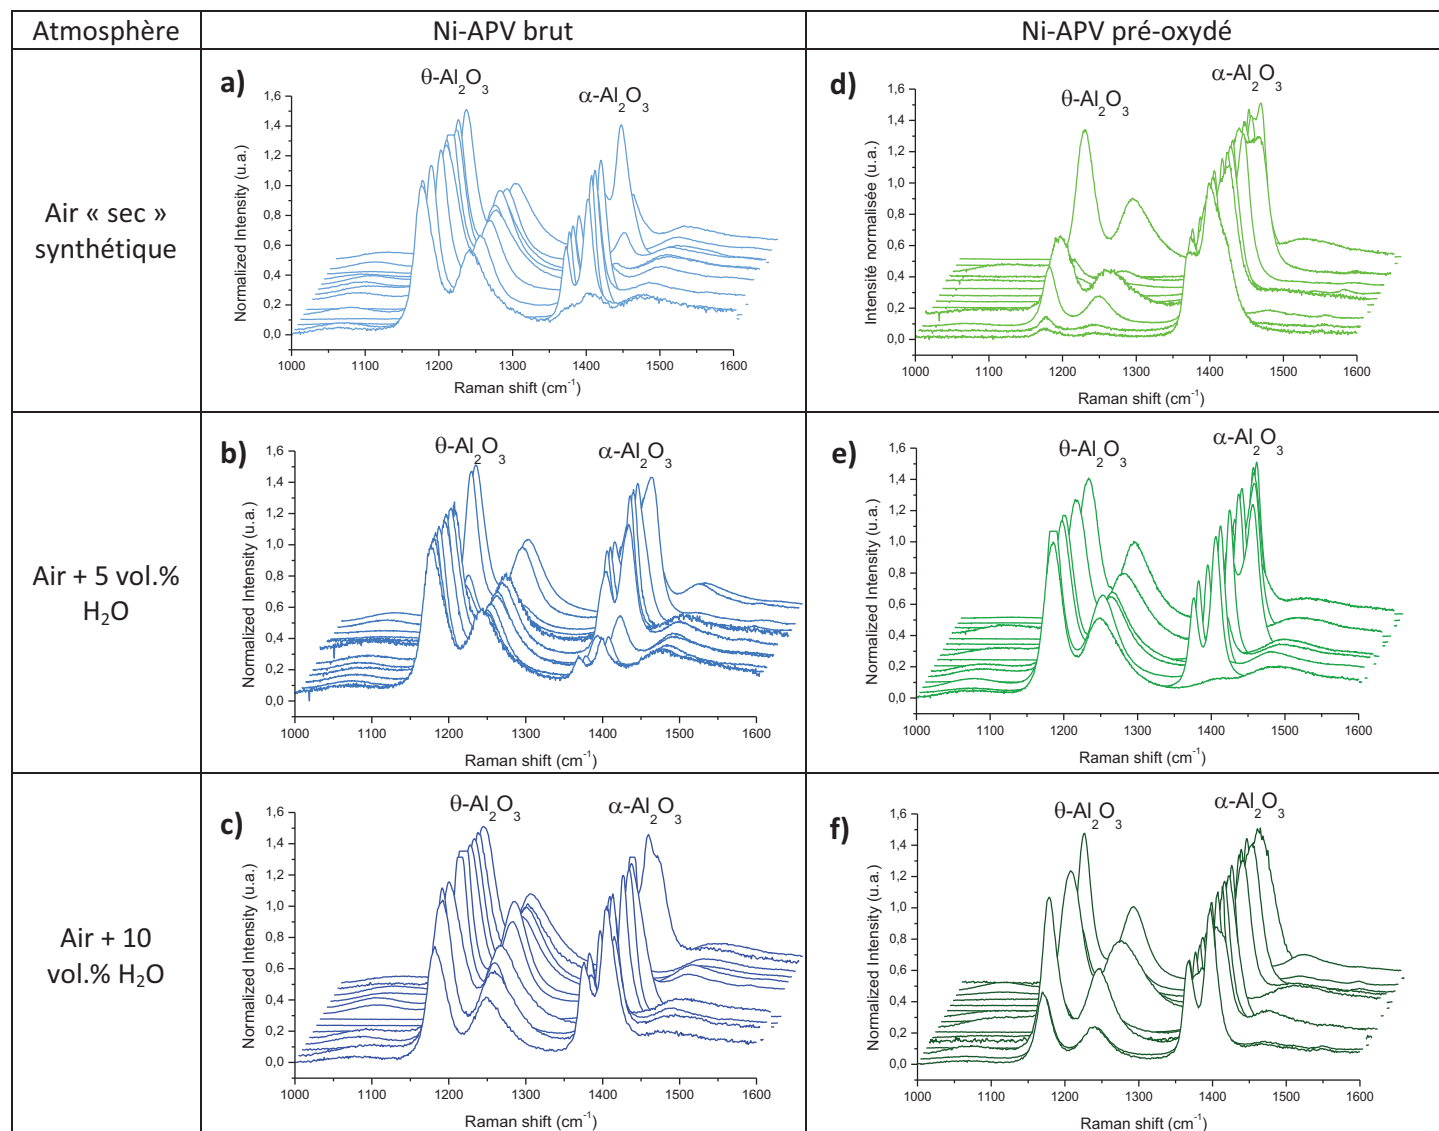 Atmosphère
Ni-APV brut
Ni-APV pré-oxydé
Air « sec »
synthétique
a)
θ-Al2O3
α-Al2O3
Normalized Intensity (u.a.)
1,6
1,4
1,2
1,0
0,8
0,6
0,4
0,2
0,0
1000 1100 1200 1300 1400 1500 1600
Raman shift (cm-1)
d)
θ-Al2O3
α-Al2O3
Intensité normalisée (u.a.)
1,6
1,4
1,2
1,0
0,8
0,6
0,4
0,2
0,0
1000 1100 1200 1300 1400 1500 1600
Raman shift (cm-1)
Air + 5 vol.%
H2O
b)
θ-Al2O3
α-Al2O3
Normalized Intensity (u.a.)
1,6
1,4
1,2
1,0
0,8
0,6
0,4
0,2
0,0
1000 1100 1200 1300 1400 1500 1600
Raman shift (cm-1)
e)
θ-Al2O3
α-Al2O3
Normalized Intensity (u.a.)
1,6
1,4
1,2
1,0
0,8
0,6
0,4
0,2
0,0
1000 1100 1200 1300 1400 1500 1600
Raman shift (cm-1)
Air + 10
vol.% H2O
c)
θ-Al2O3
α-Al2O3
Normalized Intensity (u.a.)
1,6
1,4
1,2
1,0
0,8
0,6
0,4
0,2
0,0
1000 1100 1200 1300 1400 1500 1600
Raman shift (cm-1)
f)
θ-Al2O3
α-Al2O3
Normalized Intensity (u.a.)
1,6
1,4
1,2
1,0
0,8
0,6
0,4
0,2
0,0
1000 1100 1200 1300 1400 1500 1600
Raman shift (cm-1)